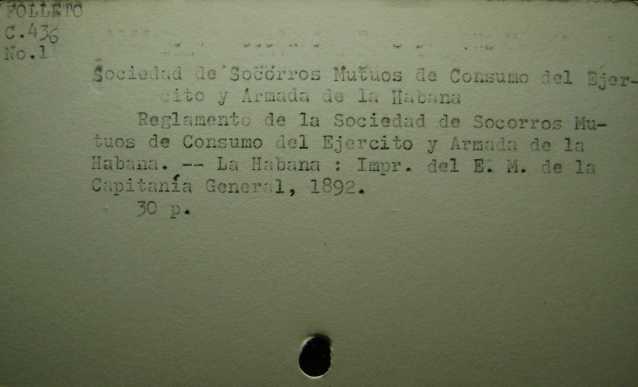 FOLLETO
C.436
No.1
Sociedad de Socorros Mutuos de Consumo del Ejer-
cito y Armada de la Habana
Reglamento de la Sociedad de Socorros Mu-
tuos de Consumo del Ejercito y Armada de la
Habana. -- La Habana : Impr. del E. M. de la
Capitanía General, 1892.
30 p.